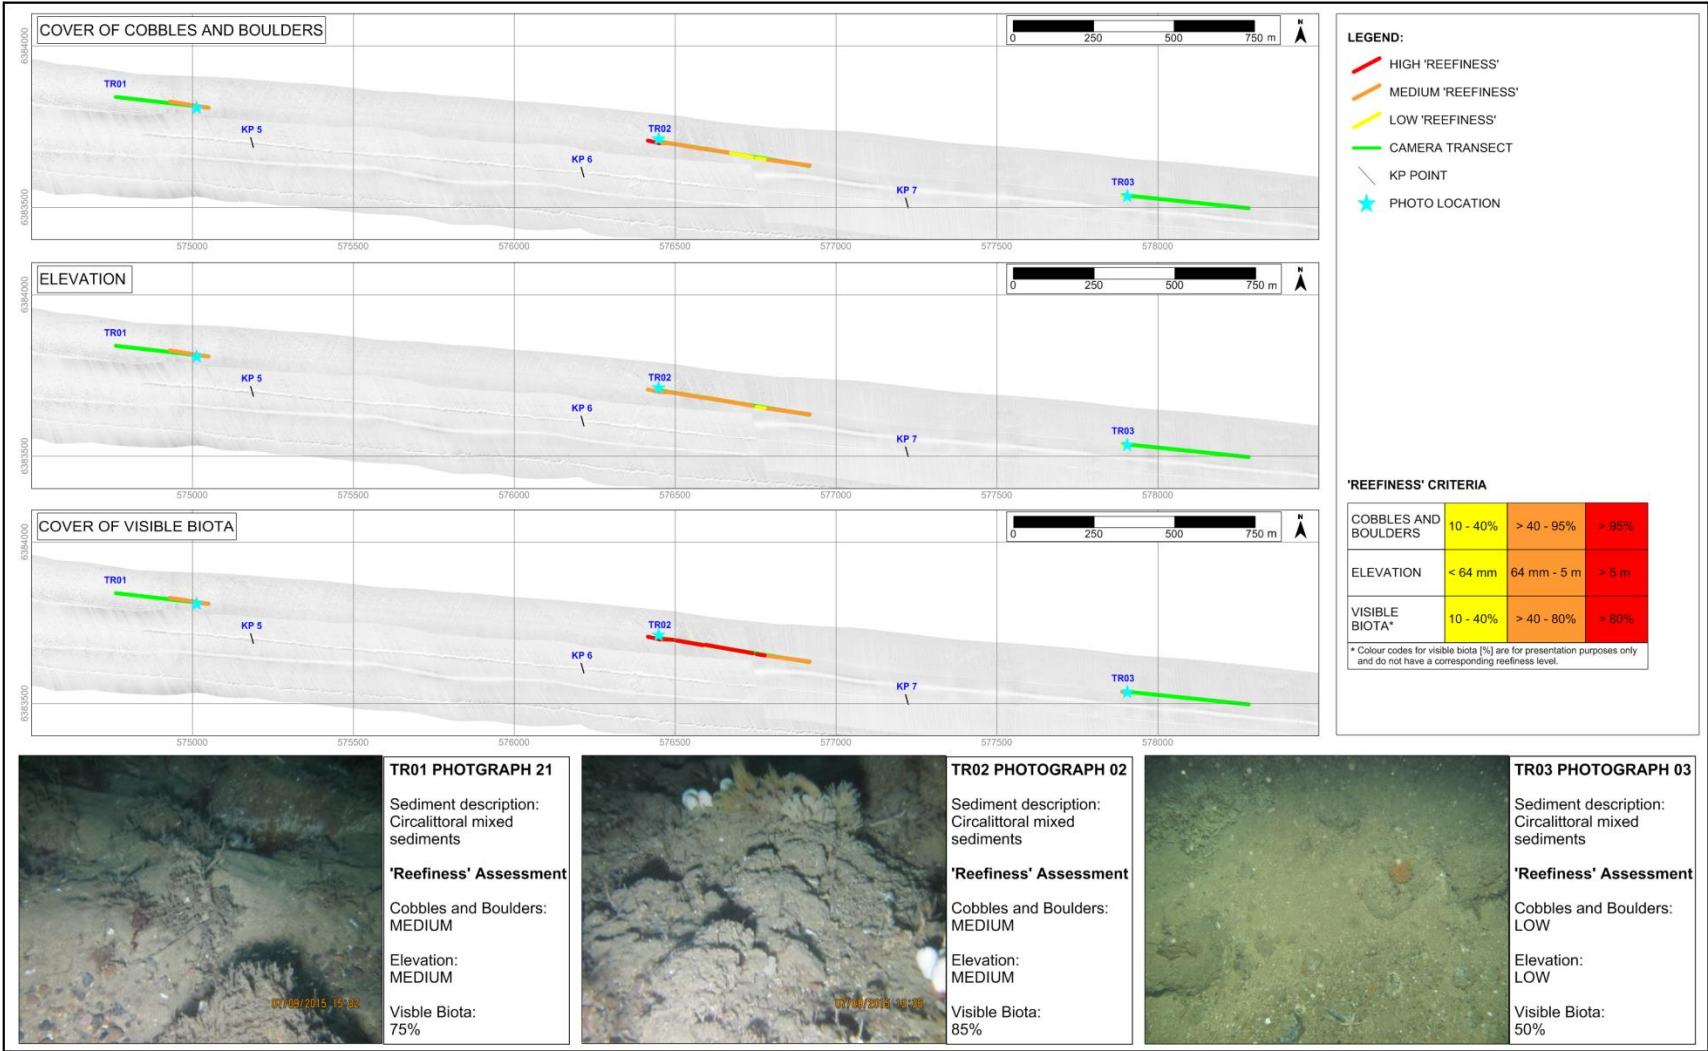 COVER OF COBBLES AND BOULDERS
0 250 500 750 m
N
6384000
6383500
TR01
KP 5
KP 6
TR02
KP 7
TR03
575000 575500 576000 576500 577000 577500 578000
ELEVATION
0 250 500 750 m
N
6384000
6383500
TR01
KP 5
KP 6
TR02
KP 7
TR03
575000 575500 576000 576500 577000 577500 578000
COVER OF VISIBLE BIOTA
0 250 500 750 m
N
6384000
6383500
TR01
KP 5
KP 6
TR02
KP 7
TR03
575000 575500 576000 576500 577000 577500 578000
LEGEND:
HIGH 'REEFINESS'
MEDIUM 'REEFINESS'
LOW 'REEFINESS'
CAMERA TRANSECT
KP POINT
PHOTO LOCATION
'REEFINESS' CRITERIA
COBBLES AND
BOULDERS
10 - 40% > 40 - 95% > 95%
ELEVATION < 64 mm 64 mm - 5 m > 5 m
VISIBLE
BIOTA*
10 - 40% > 40 - 80% > 80%
* Colour codes for visible biota [%] are for presentation purposes only
and do not have a corresponding reefiness level.
TR01 PHOTGRAPH 21
Sediment description:
Circalittoral mixed
sediments
'Reefiness' Assessment
Cobbles and Boulders:
MEDIUM
Elevation:
MEDIUM
Visble Biota:
75%
TR02 PHOTOGRAPH 02
Sediment description:
Circalittoral mixed
sediments
'Reefiness' Assessment
Cobbles and Boulders:
MEDIUM
Elevation:
MEDIUM
Visible Biota:
85%
TR03 PHOTOGRAPH 03
Sediment description:
Circalittoral mixed
sediments
'Reefiness' Assessment
Cobbles and Boulders:
LOW
Elevation:
LOW
Visible Biota:
50%